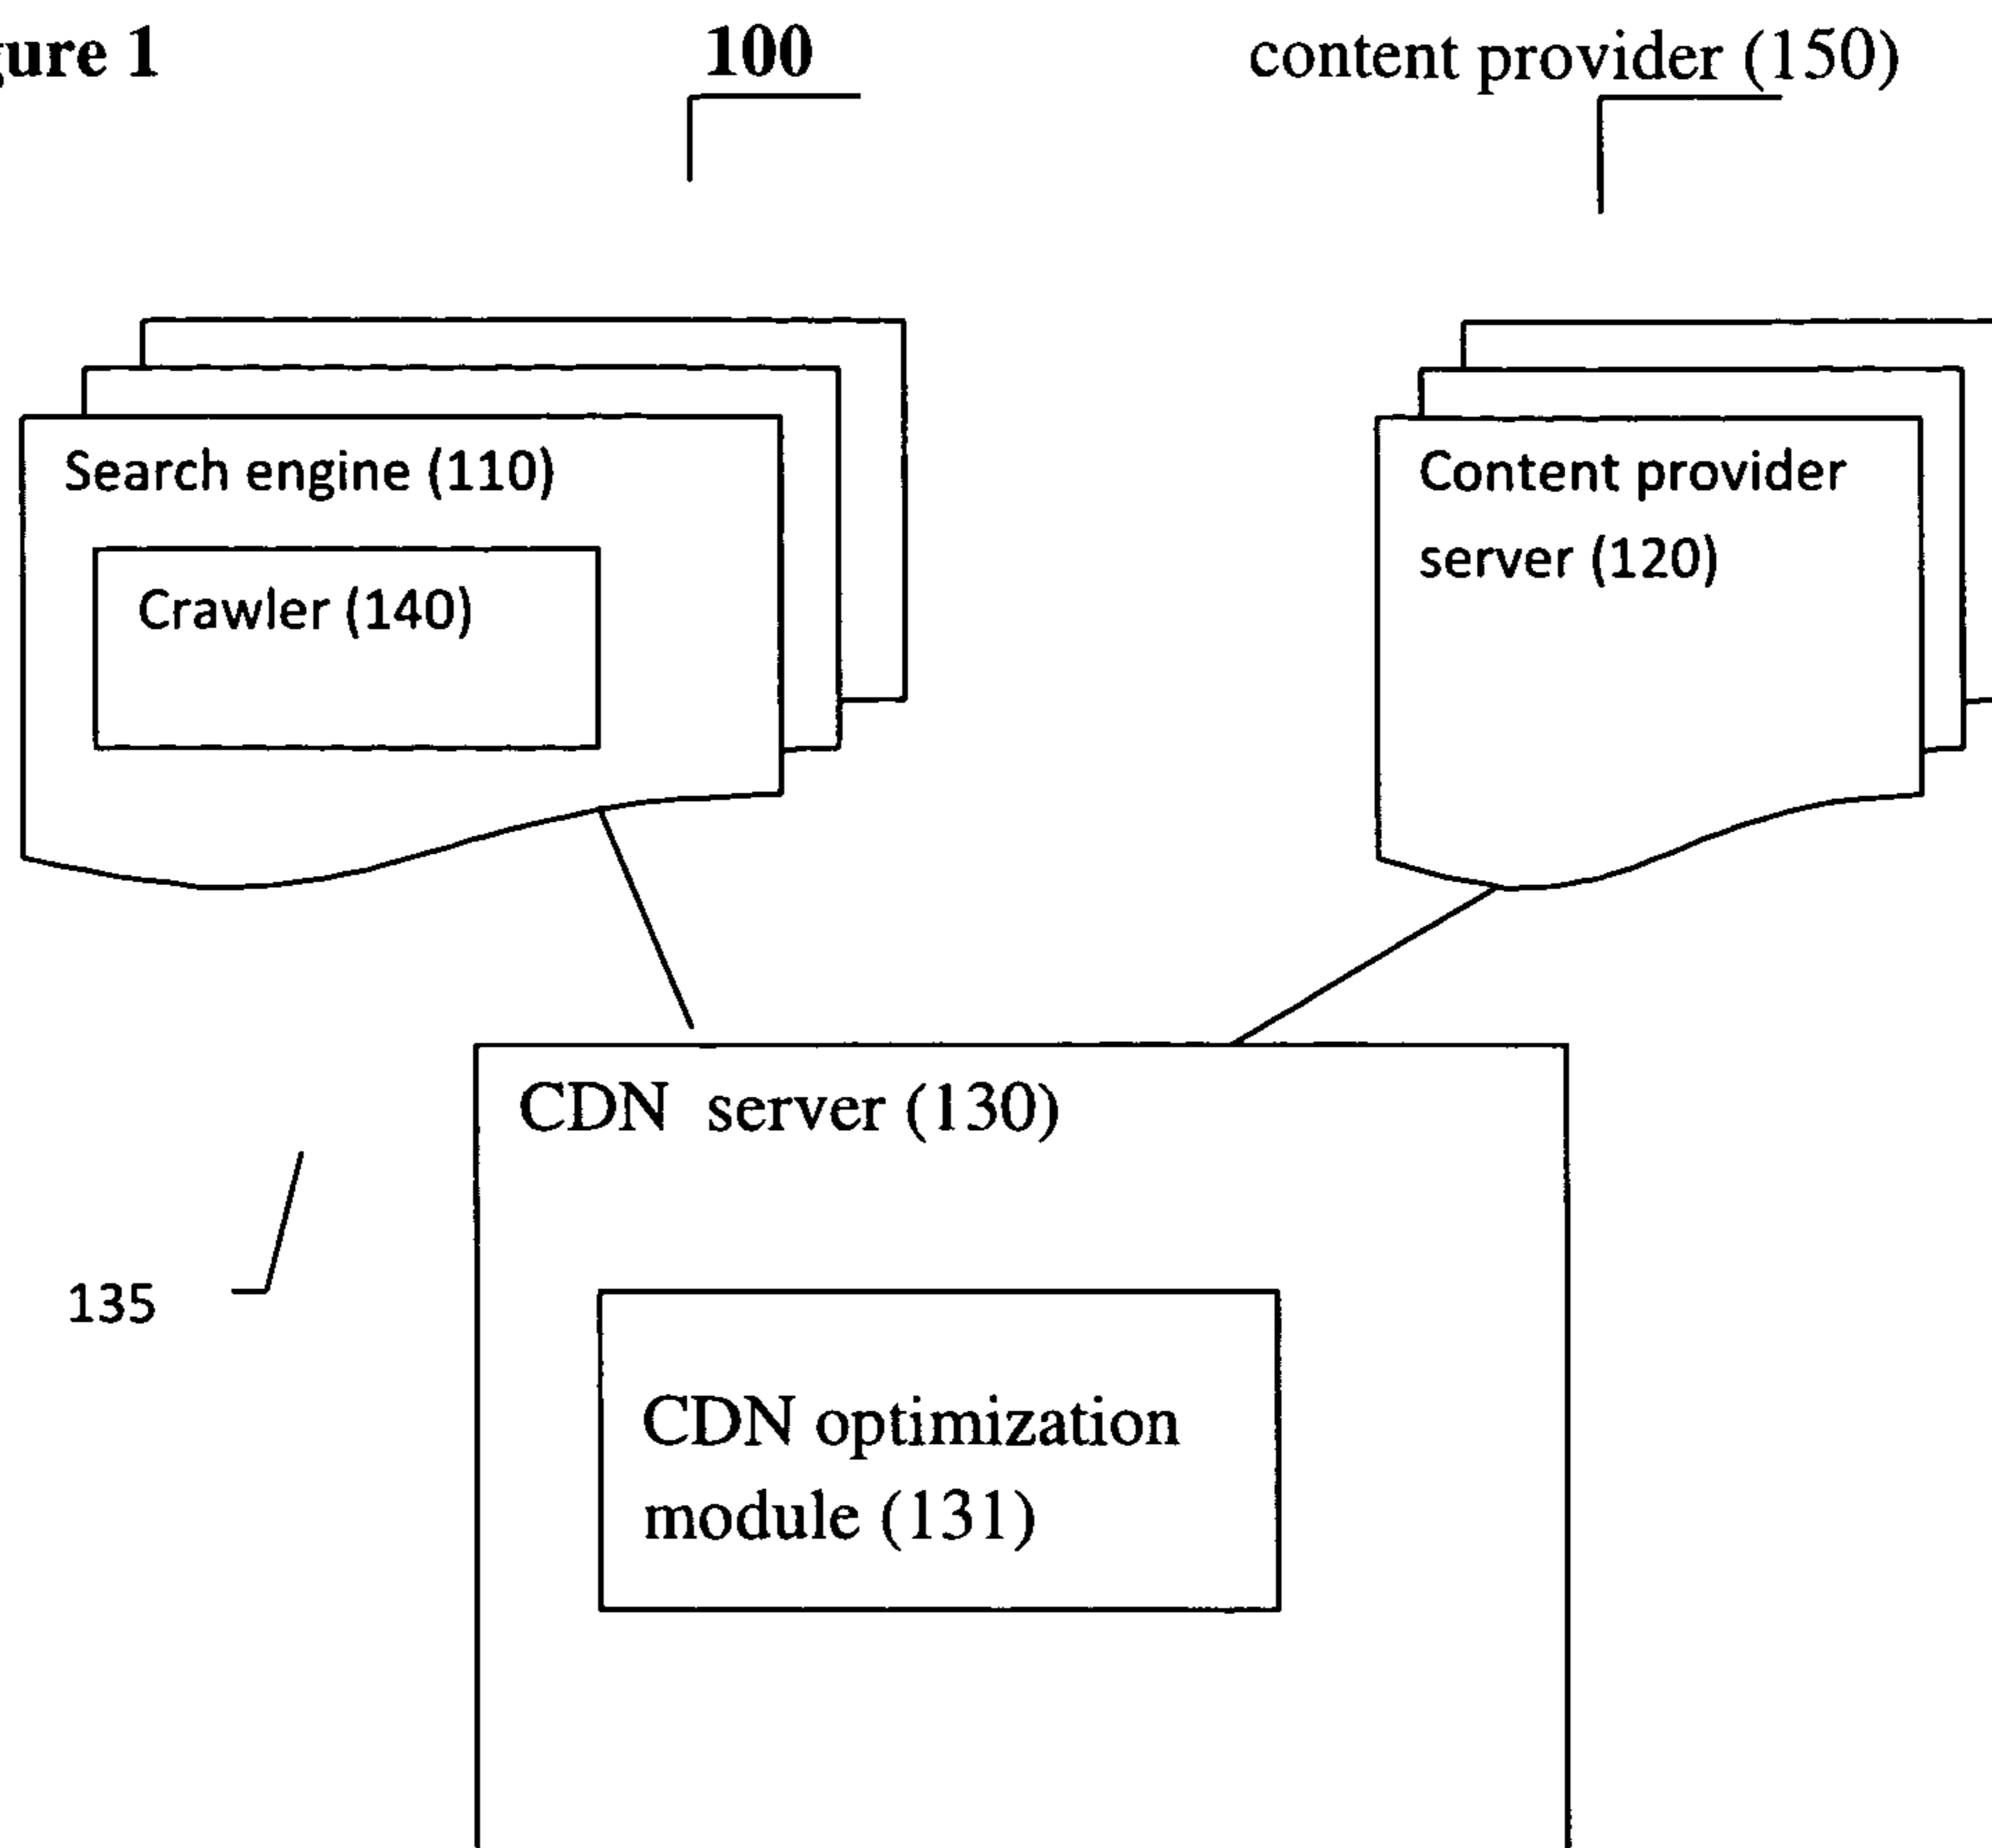 ure 1
100
content provider (150)
Search engine (110)
Crawler (140)
Content provider
server (120)
CDN server (130)
135
CDN optimization
module (131)